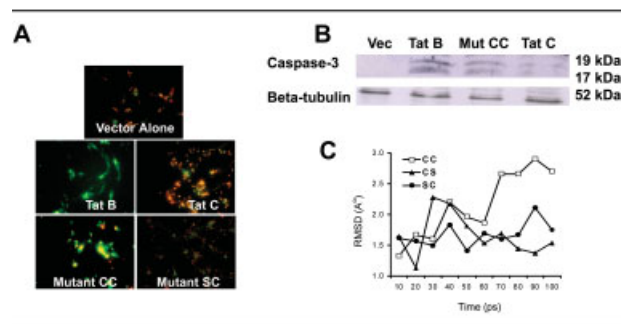 A
Vector Alone
Tat B
Tat C
Mutant CC
Mutant SC
B
Vec Tat B Mut CC Tat C
Caspase-3
19 kDa
17 kDa
Beta-tubulin
52 kDa
C
CC
CS
SC
RMSD (A°)
3.0
2.5
2.0
1.5
1.0
10 20 30 40 50 60 70 80 90 100
Time (ps)